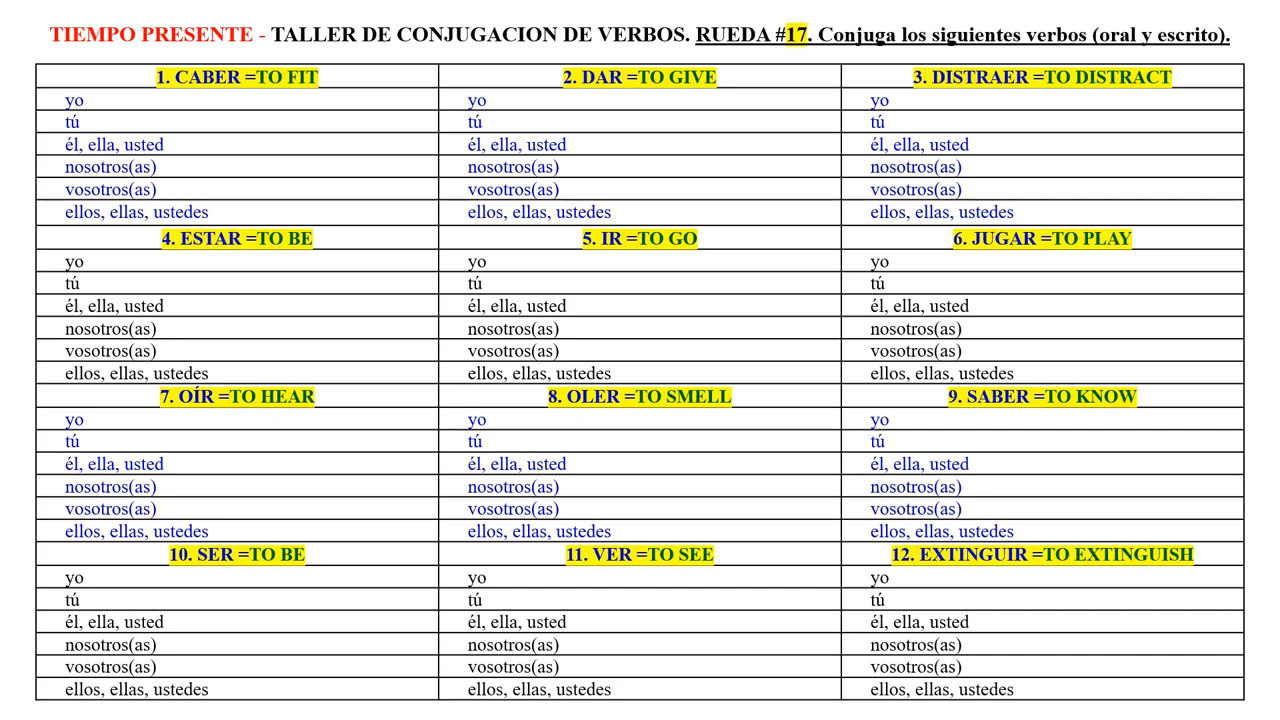 TIEMPO PRESENTE - TALLER DE CONJUGACION DE VERBOS. RUEDA #17. Conjuga los siguientes verbos (oral y escrito).
1. CABER =TO FIT 2. DAR =TO GIVE 3. DISTRAER =TO DISTRACT
yo yo yo
tú tú tú
él, ella, usted él, ella, usted él, ella, usted
nosotros(as) nosotros(as) nosotros(as)
vosotros(as) vosotros(as) vosotros(as)
ellos, ellas, ustedes ellos, ellas, ustedes ellos, ellas, ustedes
4. ESTAR =TO BE 5. IR =TO GO 6. JUGAR =TO PLAY
yo yo yo
tú tú tú
él, ella, usted él, ella, usted él, ella, usted
nosotros(as) nosotros(as) nosotros(as)
vosotros(as) vosotros(as) vosotros(as)
ellos, ellas, ustedes ellos, ellas, ustedes ellos, ellas, ustedes
7. OÍR =TO HEAR 8. OLER =TO SMELL 9. SABER =TO KNOW
yo yo yo
tú tú tú
él, ella, usted él, ella, usted él, ella, usted
nosotros(as) nosotros(as) nosotros(as)
vosotros(as) vosotros(as) vosotros(as)
ellos, ellas, ustedes ellos, ellas, ustedes ellos, ellas, ustedes
10. SER =TO BE 11. VER =TO SEE 12. EXTINGUIR =TO EXTINGUISH
yo yo yo
tú tú tú
él, ella, usted él, ella, usted él, ella, usted
nosotros(as) nosotros(as) nosotros(as)
vosotros(as) vosotros(as) vosotros(as)
ellos, ellas, ustedes ellos, ellas, ustedes ellos, ellas, ustedes